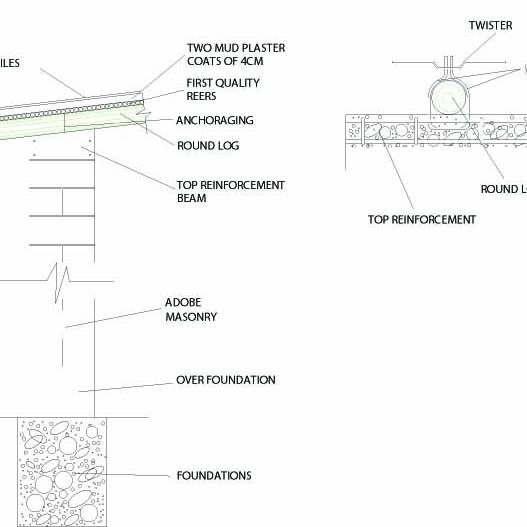 ILES
TWO MUD PLASTER
COATS OF 4CM
FIRST QUALITY
REERS
ANCHORAGING
ROUND LOG
TOP REINFORCEMENT
BEAM
ADOBE
MASONRY
OVER FOUNDATION
FOUNDATIONS
TWISTER
ROUND L
TOP REINFORCEMENT